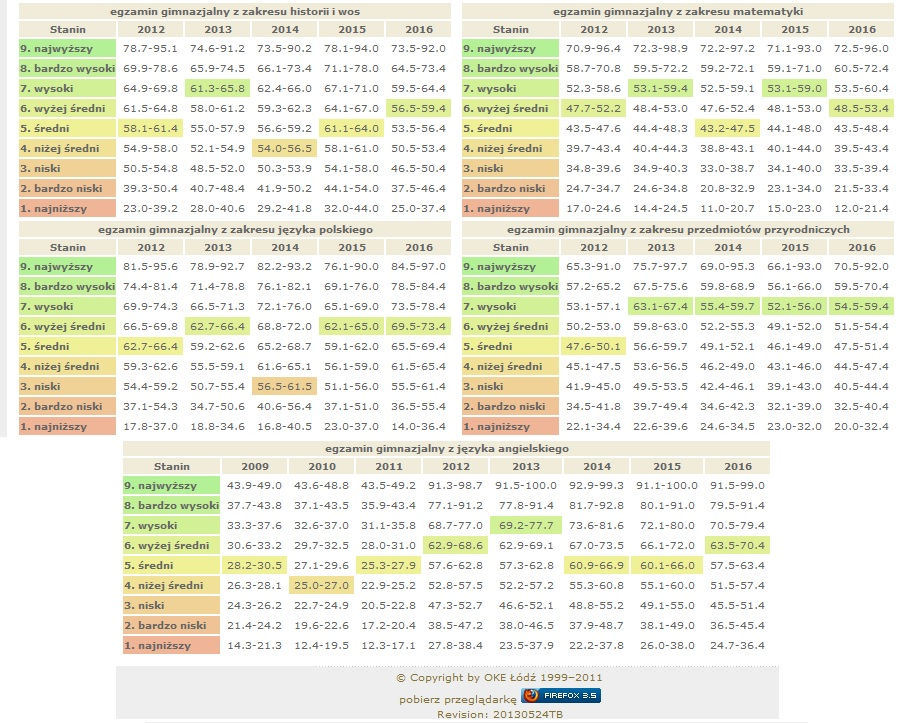 egzamin gimnazjalny z zakresu historii i wos
Stanin 2012 2013 2014 2015 2016
9. najwyższy 78.7-95.1 74.6-91.2 73.5-90.2 78.1-94.0 73.5-92.0
8. bardzo wysoki 69.9-78.6 65.9-74.5 66.1-73.4 71.1-78.0 64.5-73.4
7. wysoki 64.9-69.8 61.3-65.8 62.4-66.0 67.1-71.0 59.5-64.4
6. wyżej średni 61.5-64.8 58.0-61.2 59.3-62.3 64.1-67.0 56.5-59.4
5. średni 58.1-61.4 55.0-57.9 56.6-59.2 61.1-64.0 53.5-56.4
4. niżej średni 54.9-58.0 52.1-54.9 54.0-56.5 58.1-61.0 50.5-53.4
3. niski 50.5-54.8 48.5-52.0 50.3-53.9 54.1-58.0 46.5-50.4
2. bardzo niski 39.3-50.4 40.7-48.4 41.9-50.2 44.1-54.0 37.5-46.4
1. najniższy 23.0-39.2 28.0-40.6 29.2-41.8 32.0-44.0 25.0-37.4
egzamin gimnazjalny z zakresu matematyki
Stanin 2012 2013 2014 2015 2016
9. najwyższy 70.9-96.4 72.3-98.9 72.2-97.2 71.1-93.0 72.5-96.0
8. bardzo wysoki 58.7-70.8 59.5-72.2 59.2-72.1 59.1-71.0 60.5-72.4
7. wysoki 52.3-58.6 53.1-59.4 52.5-59.1 53.1-59.0 53.5-60.4
6. wyżej średni 47.7-52.2 48.4-53.0 47.6-52.4 48.1-53.0 48.5-53.4
5. średni 43.5-47.6 44.4-48.3 43.2-47.5 44.1-48.0 43.5-48.4
4. niżej średni 39.7-43.4 40.4-44.3 38.8-43.1 40.1-44.0 39.5-43.4
3. niski 34.8-39.6 34.9-40.3 33.0-38.7 34.1-40.0 33.5-39.4
2. bardzo niski 24.7-34.7 24.6-34.8 20.8-32.9 23.1-34.0 21.5-33.4
1. najniższy 17.0-24.6 14.4-24.5 11.0-20.7 15.0-23.0 12.0-21.4
egzamin gimnazjalny z zakresu języka polskiego
Stanin 2012 2013 2014 2015 2016
9. najwyższy 81.5-95.6 78.9-92.7 82.2-93.2 76.1-90.0 84.5-97.0
8. bardzo wysoki 74.4-81.4 71.4-78.8 76.1-82.1 69.1-76.0 78.5-84.4
7. wysoki 69.9-74.3 66.5-71.3 72.1-76.0 65.1-69.0 73.5-78.4
6. wyżej średni 66.5-69.8 62.7-66.4 68.8-72.0 62.1-65.0 69.5-73.4
5. średni 62.7-66.4 59.2-62.6 65.2-68.7 59.1-62.0 65.5-69.4
4. niżej średni 59.3-62.6 55.5-59.1 61.6-65.1 56.1-59.0 61.5-65.4
3. niski 54.4-59.2 50.7-55.4 56.5-61.5 51.1-56.0 55.5-61.4
2. bardzo niski 37.1-54.3 34.7-50.6 40.6-56.4 37.1-51.0 36.5-55.4
1. najniższy 17.8-37.0 18.8-34.6 16.8-40.5 23.0-37.0 14.0-36.4
egzamin gimnazjalny z zakresu przedmiotów przyrodniczych
Stanin 2012 2013 2014 2015 2016
9. najwyższy 65.3-91.0 75.7-97.7 69.0-95.3 66.1-93.0 70.5-92.0
8. bardzo wysoki 57.2-65.2 67.5-75.6 59.8-68.9 56.1-66.0 59.5-70.4
7. wysoki 53.1-57.1 63.1-67.4 55.4-59.7 52.1-56.0 54.5-59.4
6. wyżej średni 50.2-53.0 59.8-63.0 52.2-55.3 49.1-52.0 51.5-54.4
5. średni 47.6-50.1 56.6-59.7 49.1-52.1 46.1-49.0 47.5-51.4
4. niżej średni 45.1-47.5 53.6-56.5 46.2-49.0 43.1-46.0 44.5-47.4
3. niski 41.9-45.0 49.5-53.5 42.4-46.1 39.1-43.0 40.5-44.4
2. bardzo niski 34.5-41.8 39.7-49.4 34.6-42.3 32.1-39.0 32.5-40.4
1. najniższy 22.1-34.4 22.6-39.6 24.6-34.5 23.0-32.0 20.0-32.4
egzamin gimnazjalny z języka angielskiego
Stanin 2009 2010 2011 2012 2013 2014 2015 2016
9. najwyższy 43.9-49.0 43.6-48.8 43.5-49.2 91.3-98.7 91.5-100.0 92.9-99.3 91.1-100.0 91.5-99.0
8. bardzo wysoki 37.7-43.8 37.1-43.5 35.9-43.4 77.1-91.2 77.8-91.4 81.7-92.8 80.1-91.0 79.5-91.4
7. wysoki 33.3-37.6 32.6-37.0 31.1-35.8 68.7-77.0 69.2-77.7 73.6-81.6 72.1-80.0 70.5-79.4
6. wyżej średni 30.6-33.2 29.7-32.5 28.0-31.0 62.9-68.6 62.9-69.1 67.0-73.5 66.1-72.0 63.5-70.4
5. średni 28.2-30.5 27.1-29.6 25.3-27.9 57.6-62.8 57.3-62.8 60.9-66.9 60.1-66.0 57.5-63.4
4. niżej średni 26.3-28.1 25.0-27.0 22.9-25.2 52.8-57.5 52.2-57.2 55.3-60.8 55.1-60.0 51.5-57.4
3. niski 24.3-26.2 22.7-24.9 20.5-22.8 47.3-52.7 46.6-52.1 48.8-55.2 49.1-55.0 45.5-51.4
2. bardzo niski 21.4-24.2 19.6-22.6 17.2-20.4 38.5-47.2 38.0-46.5 37.9-48.7 38.1-49.0 36.5-45.4
1. najniższy 14.3-21.3 12.4-19.5 12.3-17.1 27.8-38.4 23.5-37.9 22.2-37.8 26.0-38.0 24.7-36.4
© Copyright by OKE Łódź 1999–2011
pobierz przeglądarkę FIREFOX 3.5
Revision: 20130524TB